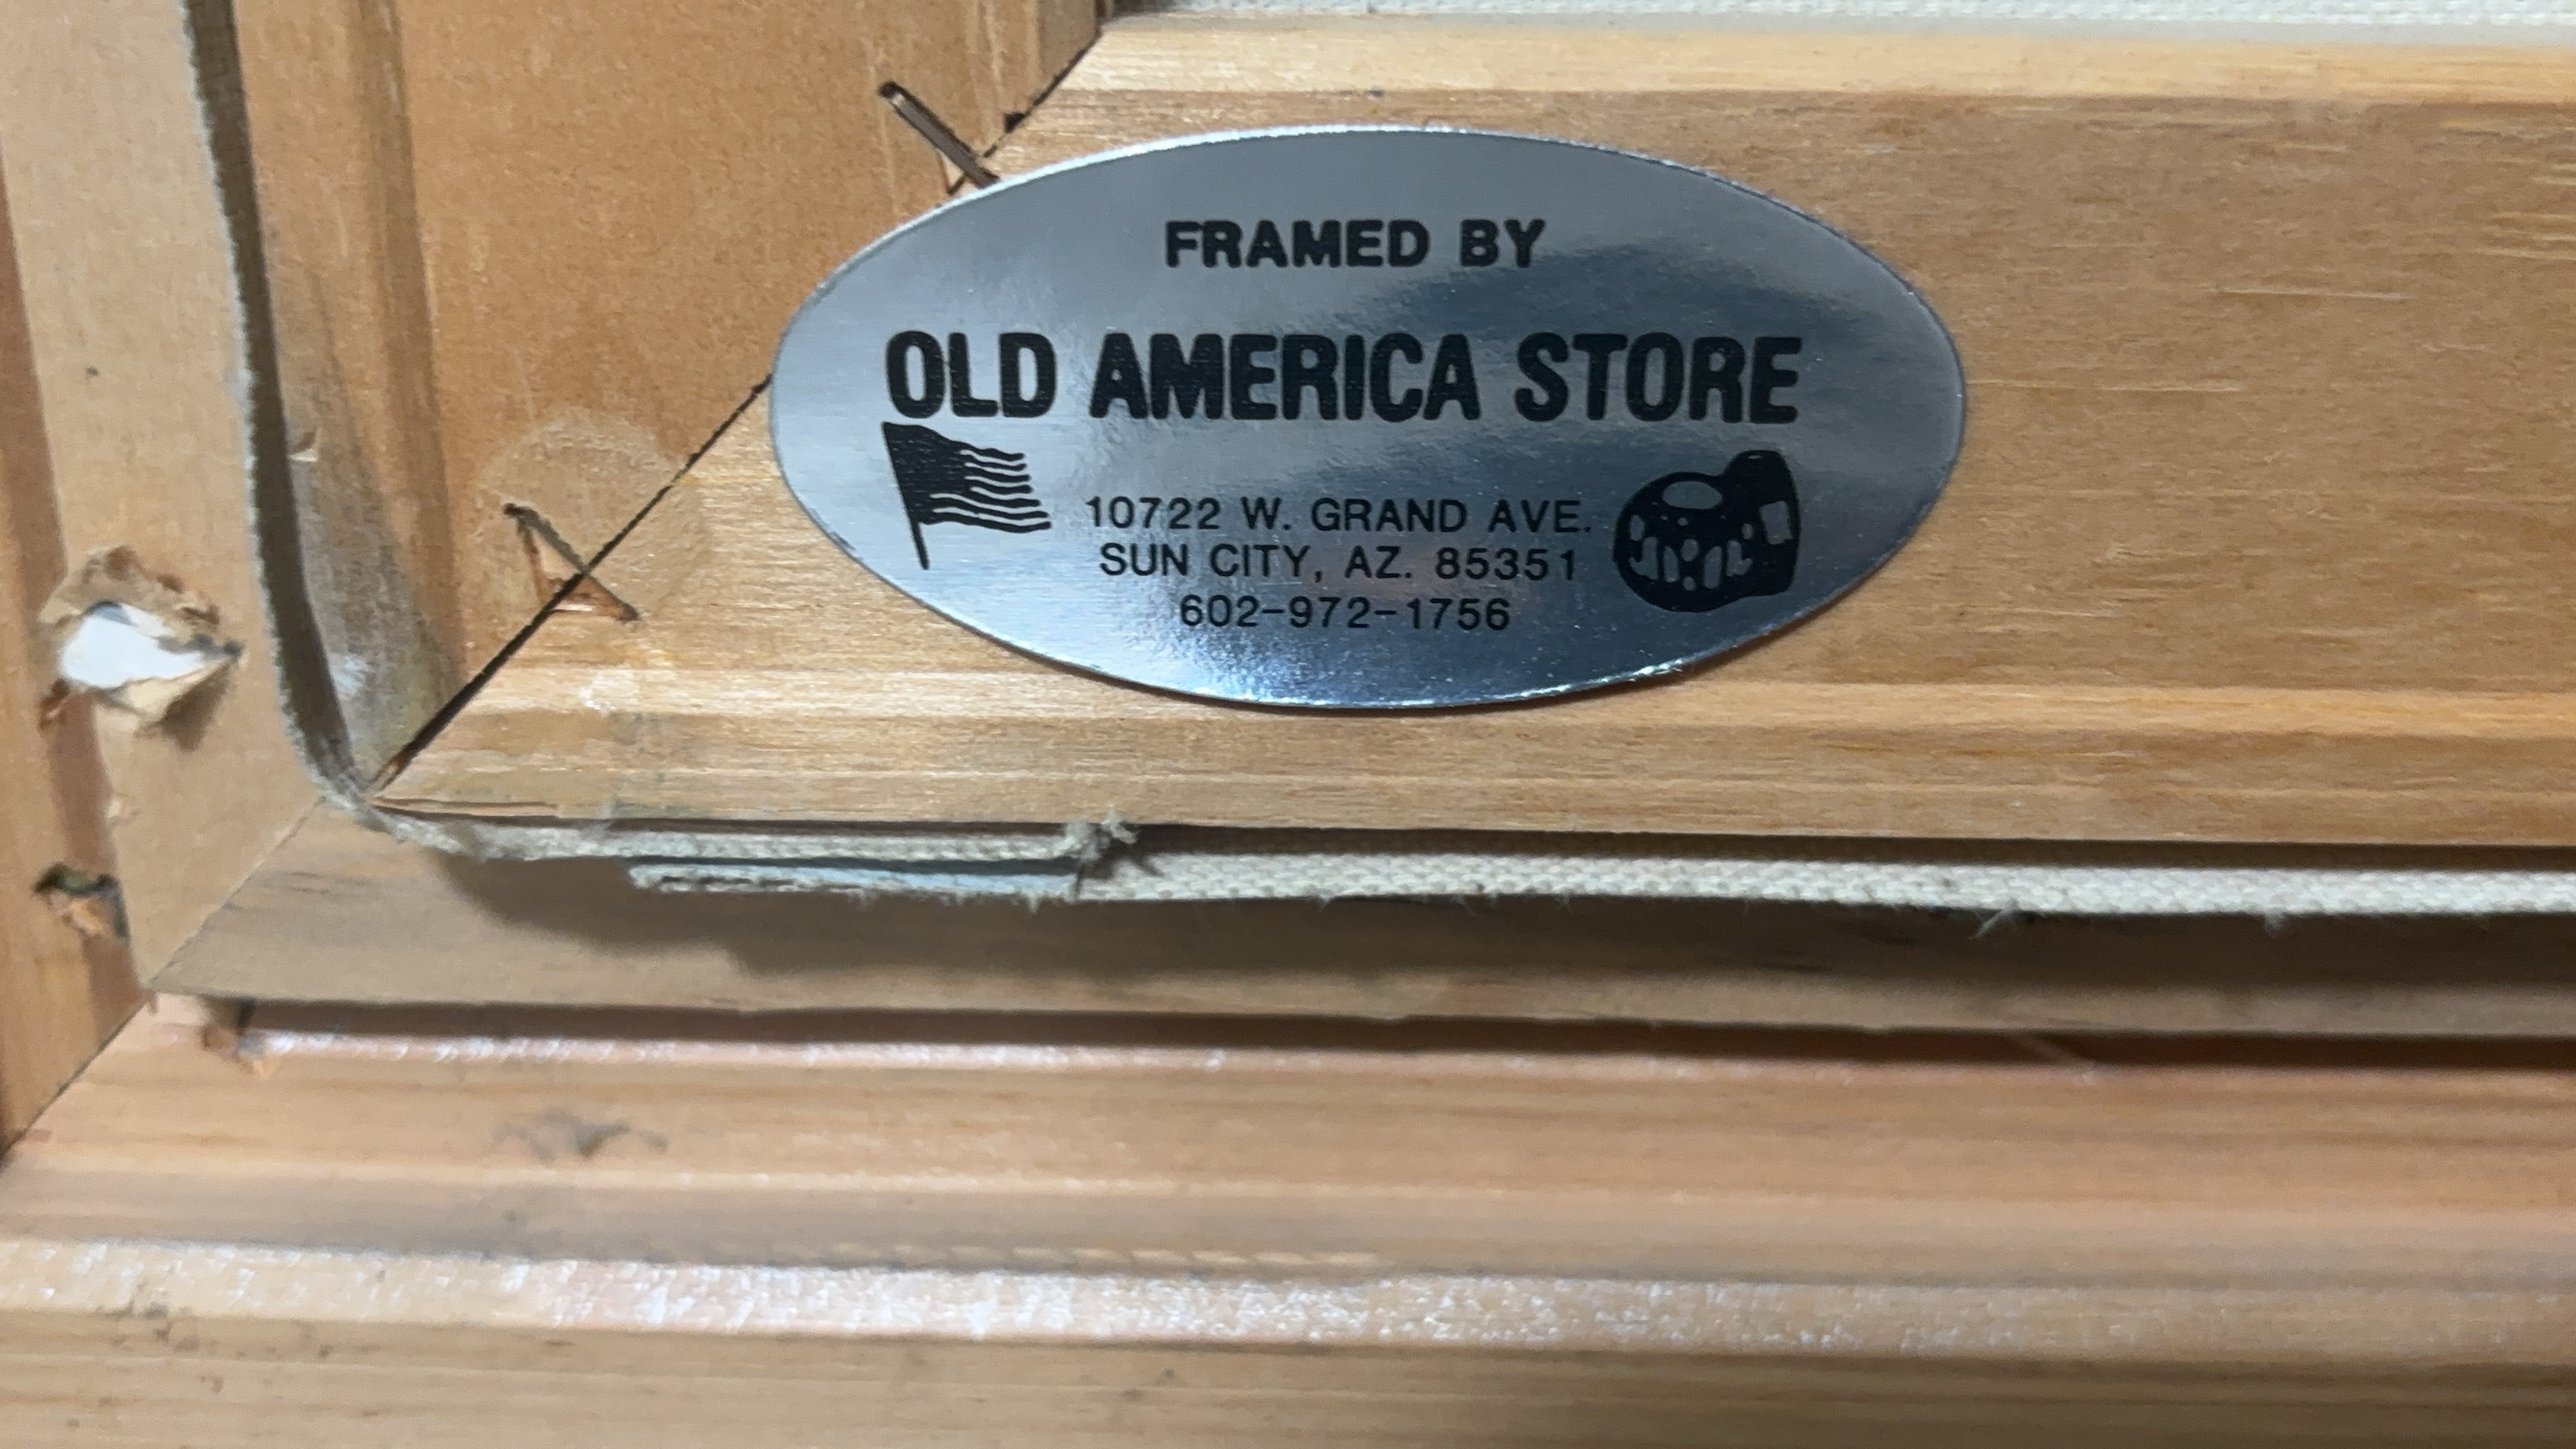 FRAMED BY
OLD AMERICA STORE
10722 W. GRAND AVE.
SUN CITY, AZ. 85351
602-972-1756